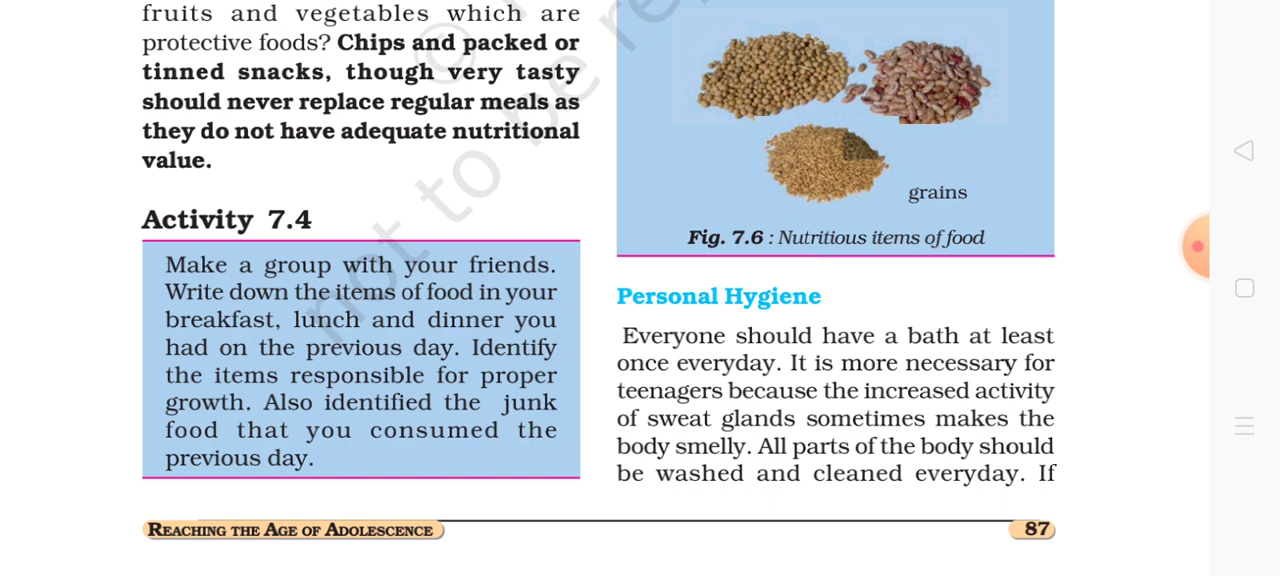 fruits and vegetables which are
protective foods? Chips and packed or
tinned snacks, though very tasty
should never replace regular meals as
they do not have adequate nutritional
value.
Activity 7.4
Make a group with your friends.
Write down the items of food in your
breakfast, lunch and dinner you
had on the previous day. Identify
the items responsible for proper
growth. Also identified the junk
food that you consumed the
previous day.
grains
Fig. 7.6 : Nutritious items of food
Personal Hygiene
Everyone should have a bath at least
once everyday. It is more necessary for
teenagers because the increased activity
of sweat glands sometimes makes the
body smelly. All parts of the body should
be washed and cleaned everyday. If
REACHING THE AGE OF ADOLESCENCE
87
©
not to be re